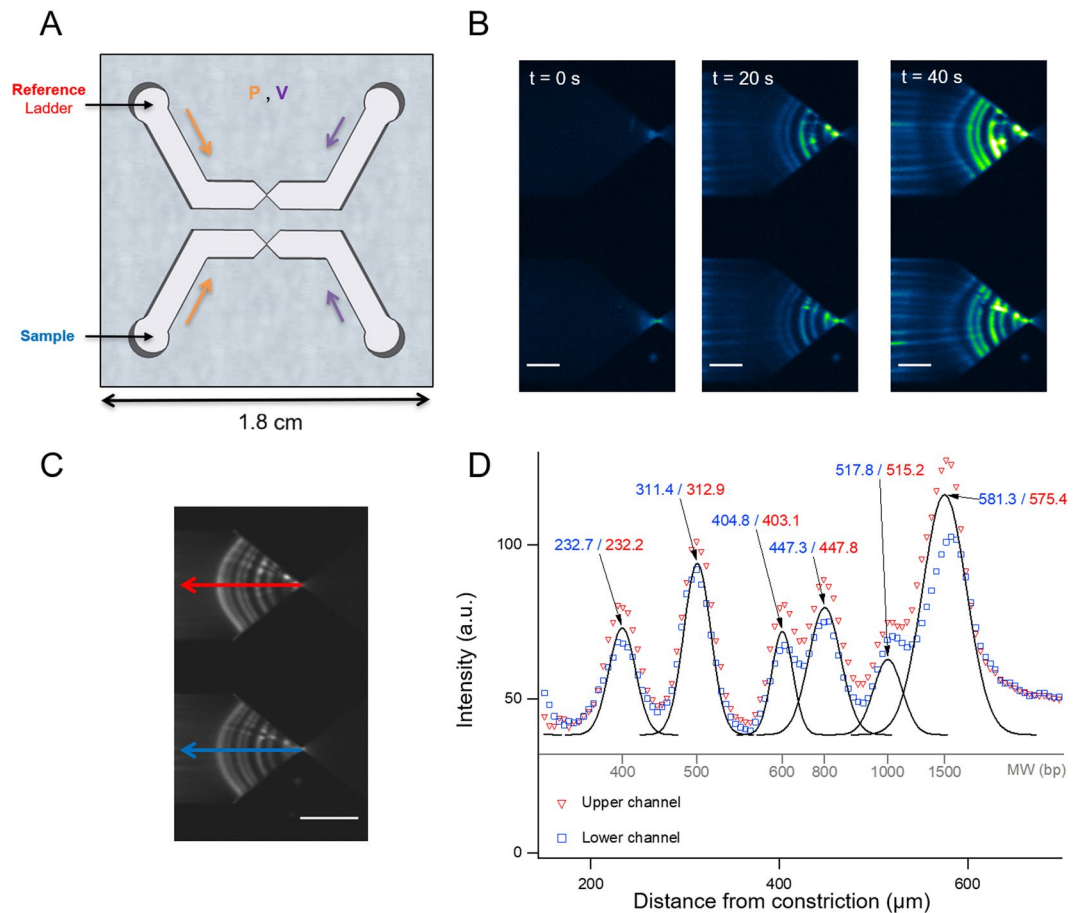 A
Reference
Ladder
P , V
Sample
1.8 cm
B
t = 0 s
t = 20 s
t = 40 s
C
D
517.8 / 515.2
311.4 / 312.9
581.3 / 575.4
404.8 / 403.1
232.7 / 232.2
447.3 / 447.8
Intensity (a.u.)
100
50
0
400
500
600
800
1000
1500
MW (bp)
Upper channel
Lower channel
200
400
600
Distance from constriction (µm)